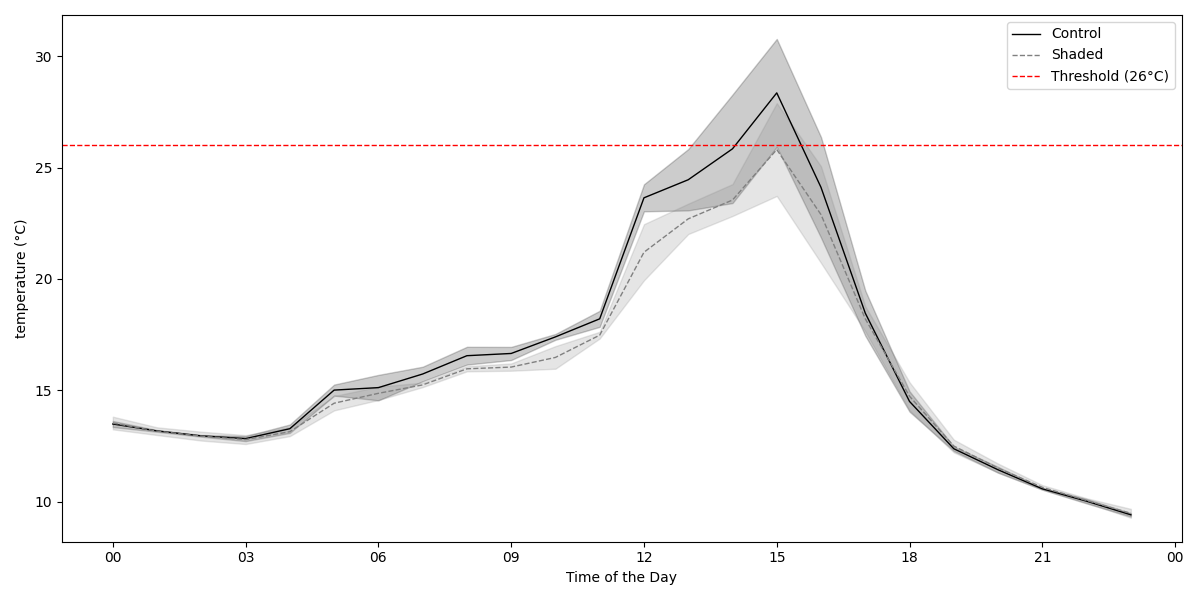 Control
Shaded
Threshold (26°C)
30
25
20
15
10
temperature (°C)
00 03 06 09 12 15 18 21 00
Time of the Day